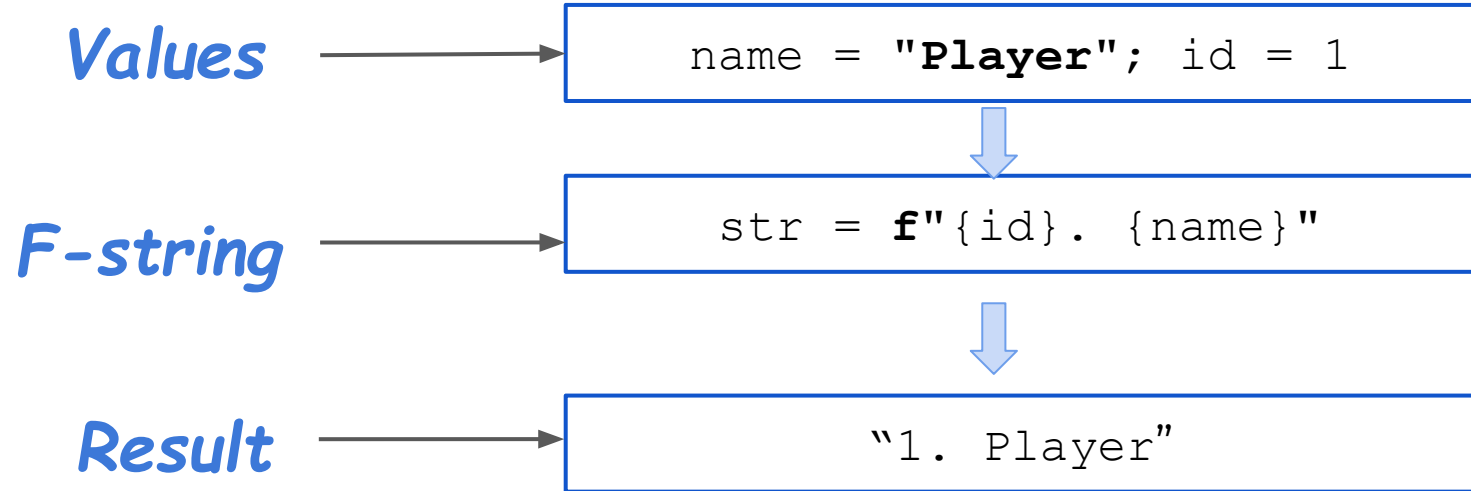 Values
name = "Player"; id = 1
F-string
str = f"{id}. {name}"
Result
“1. Player”